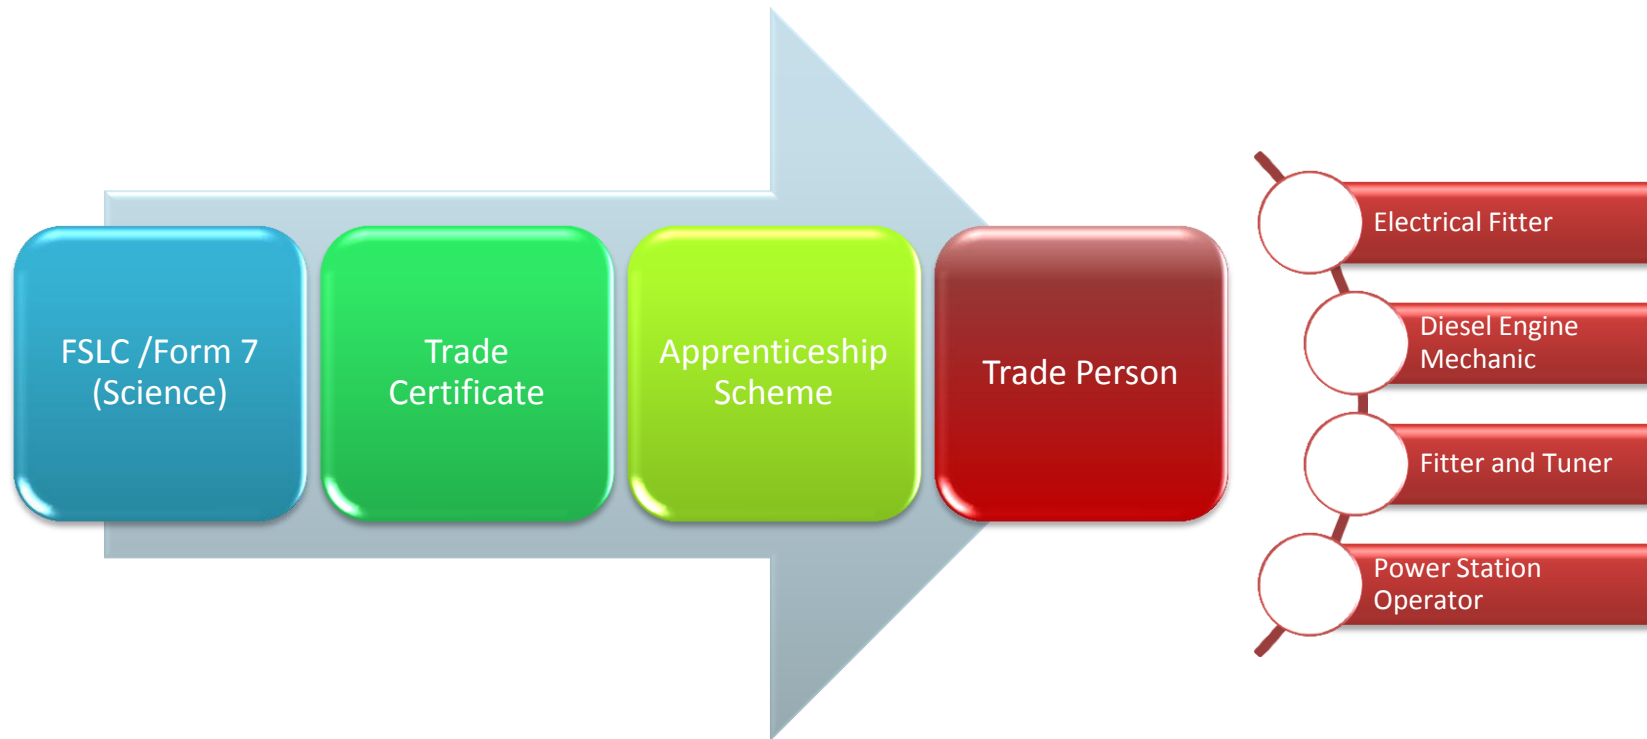 FSLC /Form 7
(Science)
Trade
Certificate
Apprenticeship
Scheme
Trade Person
Electrical Fitter
Diesel Engine
Mechanic
Fitter and Tuner
Power Station
Operator